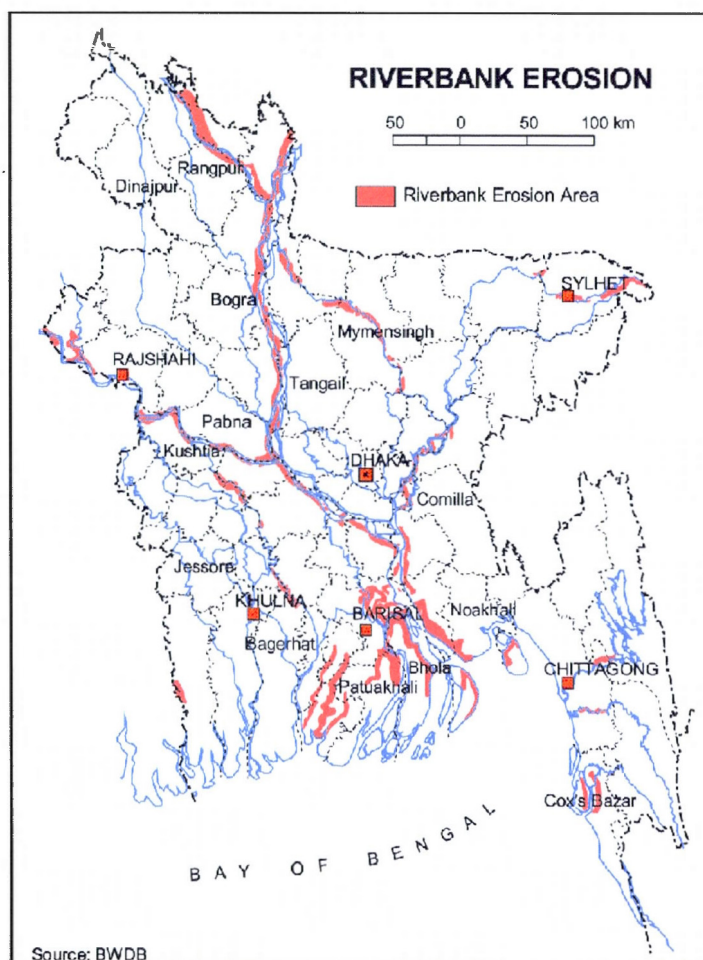 RIVERBANK EROSION
50 0 50 100 km
Riverbank Erosion Area
Rangpur
Dinajpur
SYLHET
Bogra
Mymensingh
RAJSHAHI
Tangail
Pabna
Kushtia
DHAKA
Comilla
Jessore
KHULNA
BARISAL
Noakhali
Bagerhat
Bhola
CHITTAGONG
Patuakhali
Cox's Bazar
BAY OF BENGAL
Source: BWDB